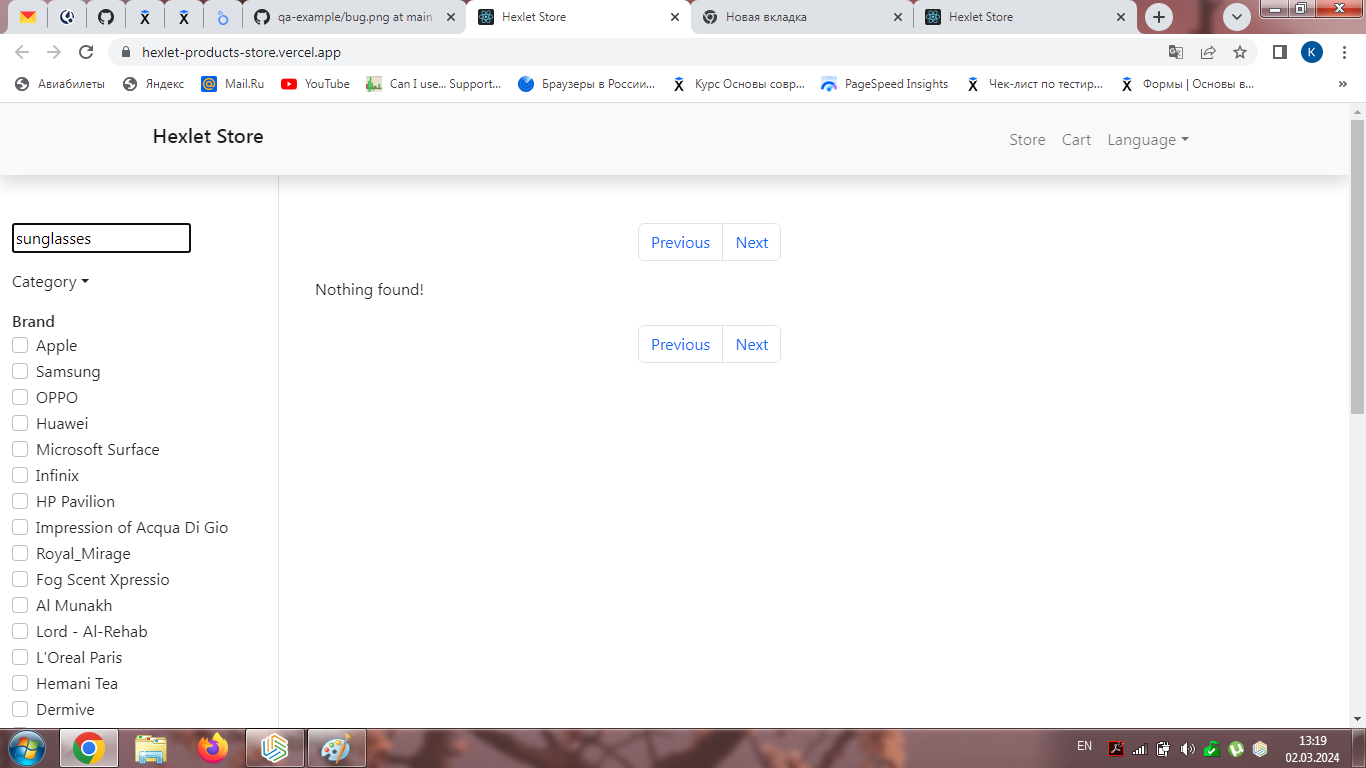 qa-example/bug.png at main
Hexlet Store
Новая вкладка
Hexlet Store
hexlet-products-store.vercel.app
K
Авиабилеты
Яндекс
Mail.Ru
YouTube
Can I use... Support...
Браузеры в России...
Курс Основы совр...
PageSpeed Insights
Чек-лист по тестир...
Формы | Основы в...
»
Hexlet Store
Store
Cart
Language
sunglasses
Previous
Next
Category
Nothing found!
Brand
Previous
Next
Apple
Samsung
OPPO
Huawei
Microsoft Surface
Infinix
HP Pavilion
Impression of Acqua Di Gio
Royal_Mirage
Fog Scent Xpressio
Al Munakh
Lord - Al-Rehab
L'Oreal Paris
Hemani Tea
Dermive
EN
13:19
02.03.2024